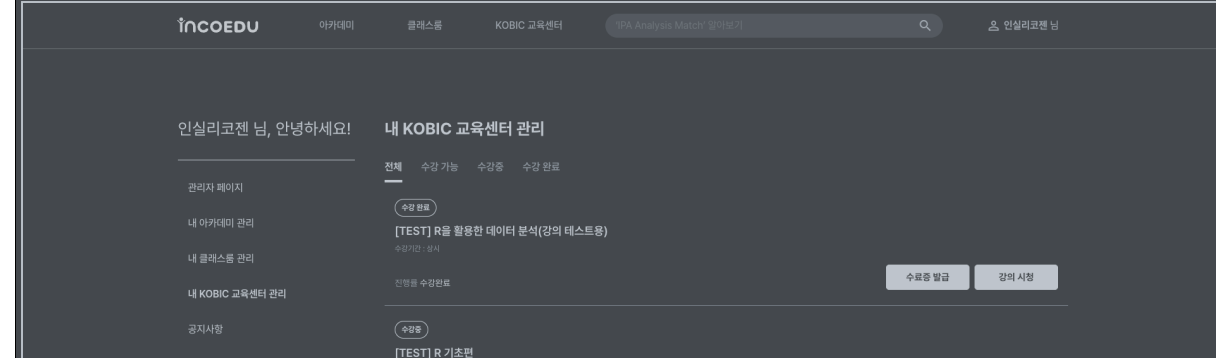 INCOEDU 아카데미 클래스룸 KOBIC 교육센터 'IPA Analysis Match' 알아보기 인실리코젠 님
인실리코젠 님, 안녕하세요!
관리자 페이지
내 아카데미 관리
내 클래스룸 관리
내 KOBIC 교육센터 관리
공지사항
내 KOBIC 교육센터 관리
전체 수강 가능 수강중 수강 완료
수강 완료
[TEST] R을 활용한 데이터 분석(강의 테스트용)
수강기간 : 상시
진행률 수강완료
수료증 발급 강의 시청
수강중
[TEST] R 기초편